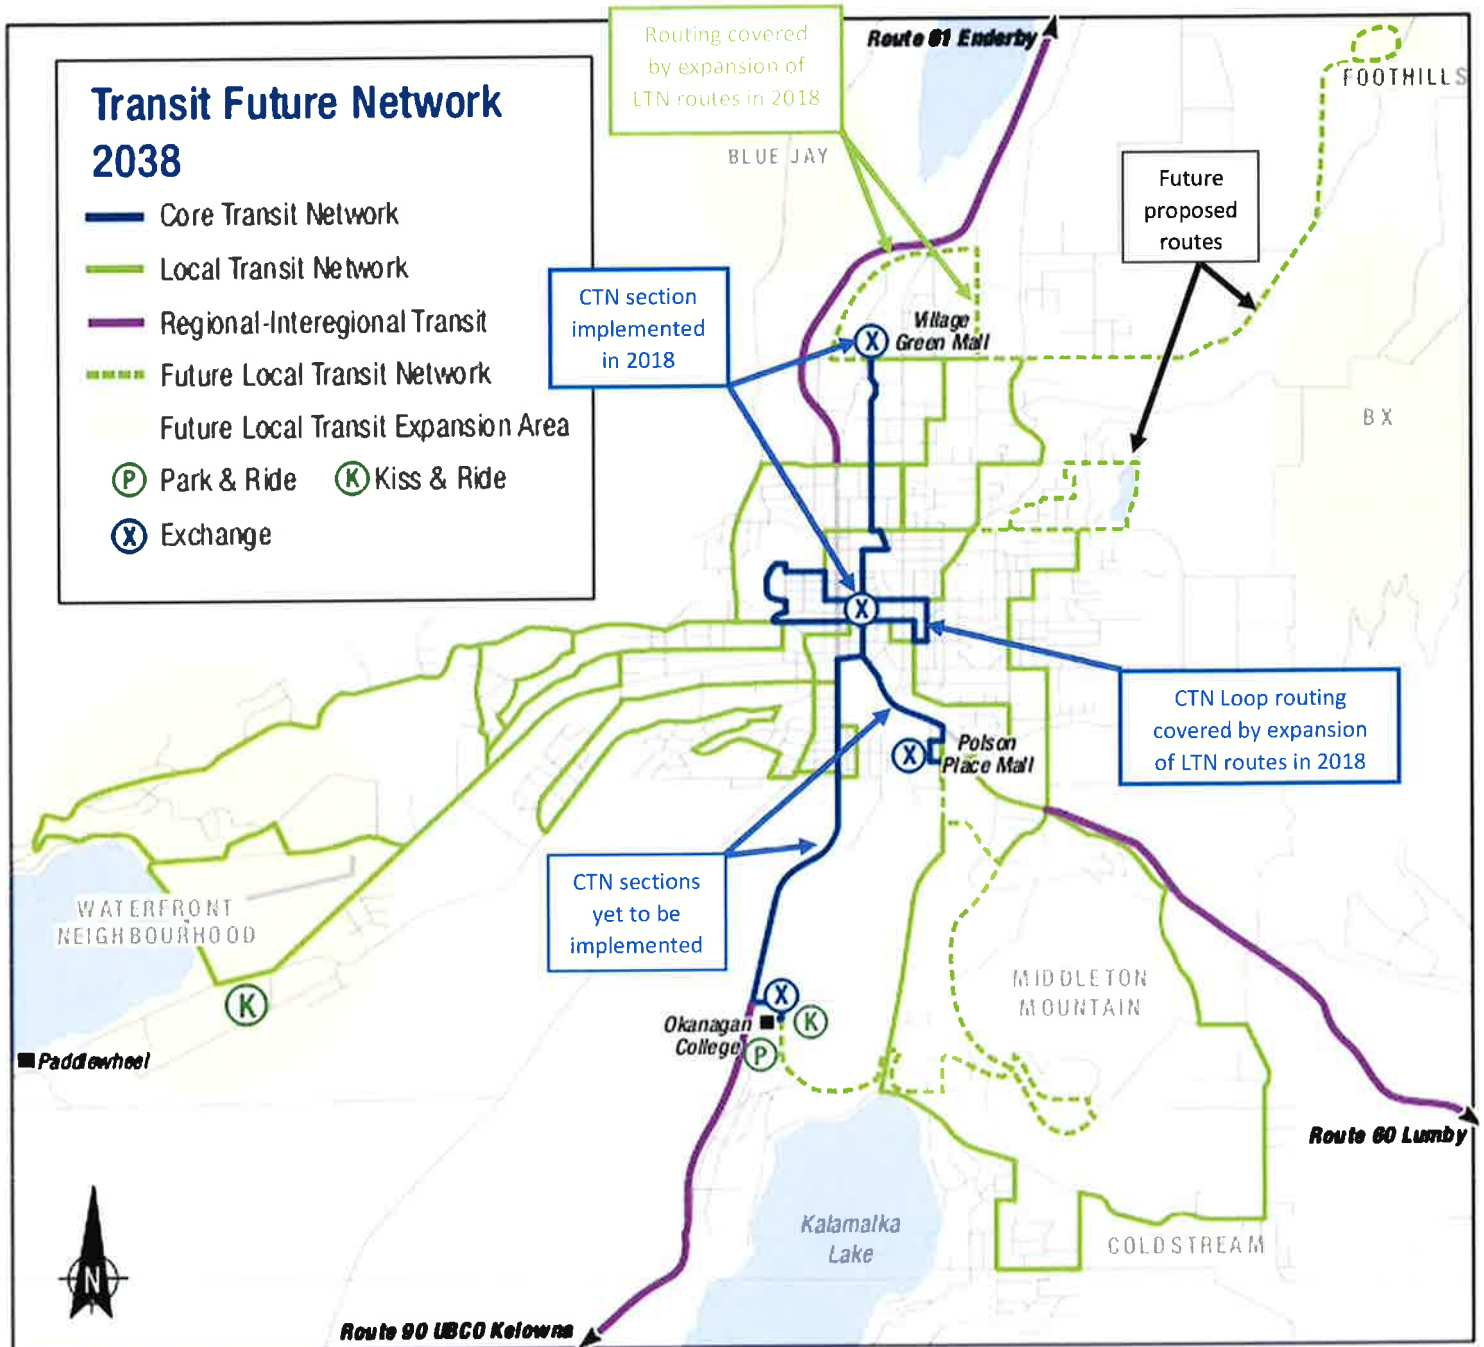 Transit Future Network
2038
Core Transit Network
Local Transit Network
Regional-Interegional Transit
Future Local Transit Network
Future Local Transit Expansion Area
P Park & Ride
K Kiss & Ride
X Exchange
Routing covered
by expansion of
LTN routes in 2018
Route 61 Enderby
FOOTHILLS
BLUE JAY
Future
proposed
routes
CTN section
implemented
in 2018
X
Village
Green Mall
BX
X
CTN Loop routing
covered by expansion
of LTN routes in 2018
X
Polson
Place Mall
CTN sections
yet to be
implemented
WATERFRONT
NEIGHBOURHOOD
K
Paddlewheel
MIDDLETON
MOUNTAIN
X
K
Okanagan
College
P
Route 60 Lumby
Kalamalka
Lake
COLDSTREAM
N
Route 90 UBCO Kelowna